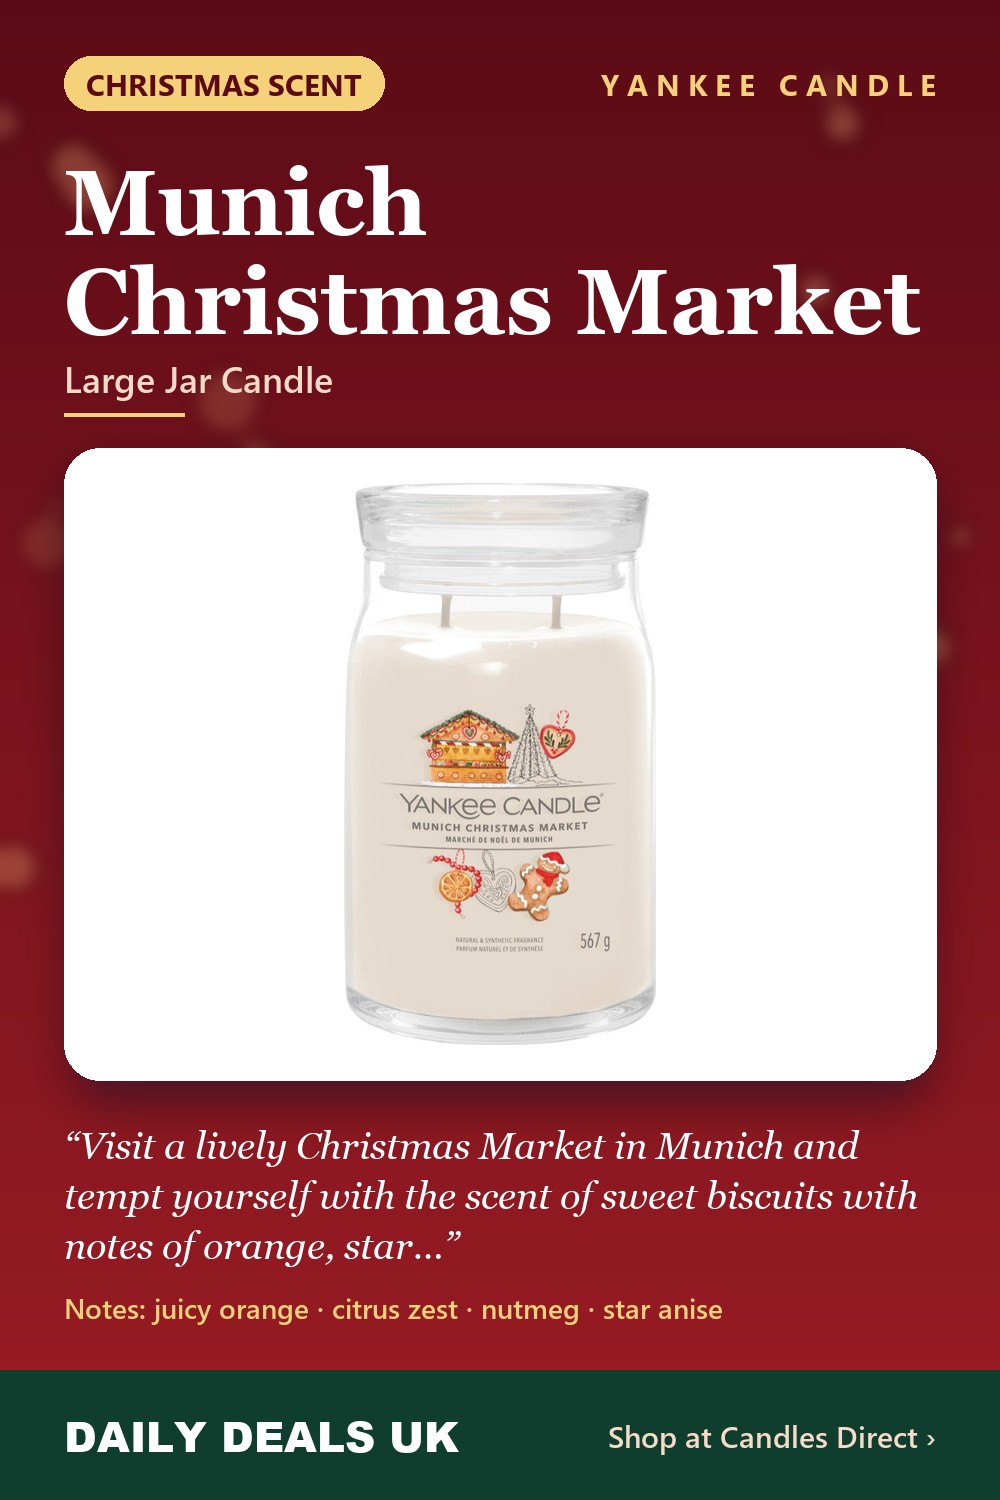 CHRISTMAS SCENT
YANKEE CANDLE
Munich
Christmas Market
Large Jar Candle
YANKEE CANDLE®
MUNICH CHRISTMAS MARKET
MARCHÉ DE NOËL DE MUNICH
NATURAL & SYNTHETIC FRAGRANCE
PARFUM NATUREL ET DE SYNTHÈSE
567 g
“Visit a lively Christmas Market in Munich and
tempt yourself with the scent of sweet biscuits with
notes of orange, star...”
Notes: juicy orange · citrus zest · nutmeg · star anise
DAILY DEALS UK
Shop at Candles Direct ›